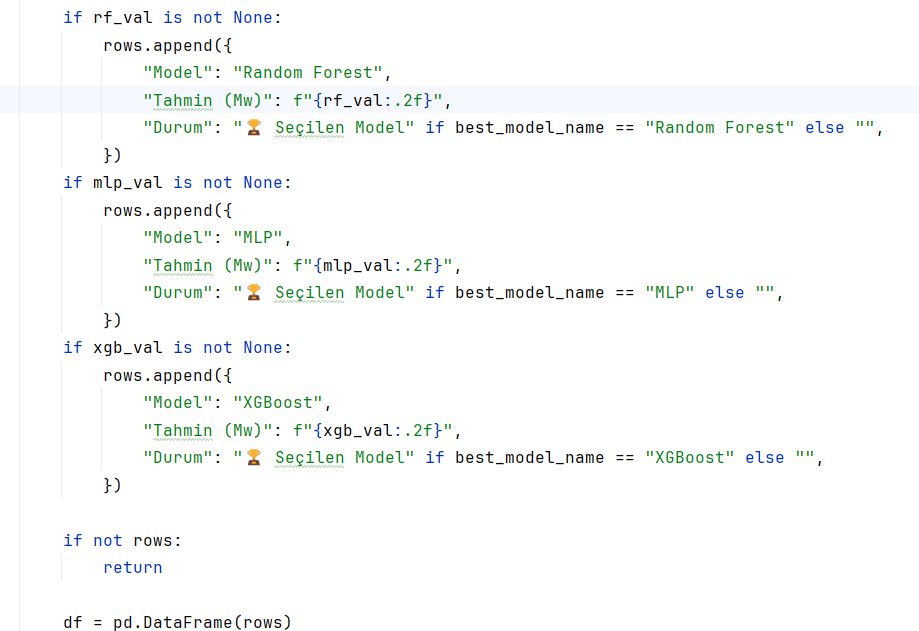 if rf_val is not None:
rows.append({
"Model": "Random Forest",
"Tahmin (Mw)": f"{rf_val:.2f}",
"Durum": "🏆 Seçilen Model" if best_model_name == "Random Forest" else "",
})
if mlp_val is not None:
rows.append({
"Model": "MLP",
"Tahmin (Mw)": f"{mlp_val:.2f}",
"Durum": "🏆 Seçilen Model" if best_model_name == "MLP" else "",
})
if xgb_val is not None:
rows.append({
"Model": "XGBoost",
"Tahmin (Mw)": f"{xgb_val:.2f}",
"Durum": "🏆 Seçilen Model" if best_model_name == "XGBoost" else "",
})
if not rows:
return
df = pd.DataFrame(rows)